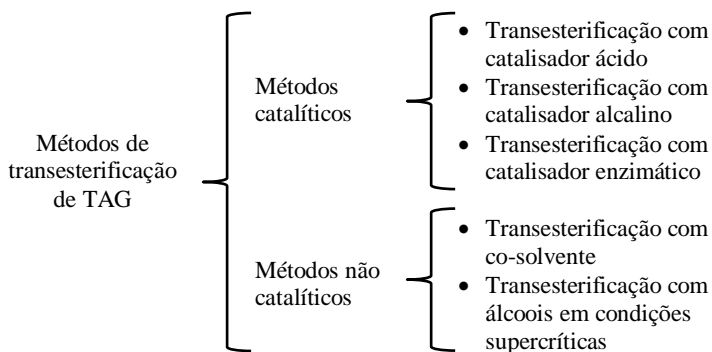 Métodos de
transesterificação
de TAG
Métodos
catalíticos
• Transesterificação com
catalisador ácido
• Transesterificação com
catalisador alcalino
• Transesterificação com
catalisador enzimático
Métodos não
catalíticos
• Transesterificação com
co-solvente
• Transesterificação com
álcoois em condições
supercríticas